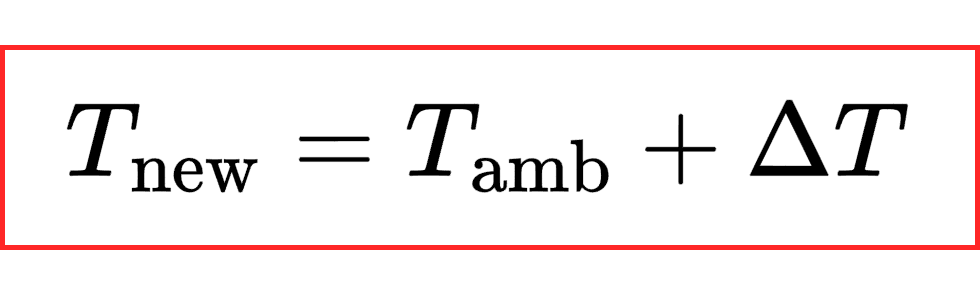 T_new = T_amb + ΔT